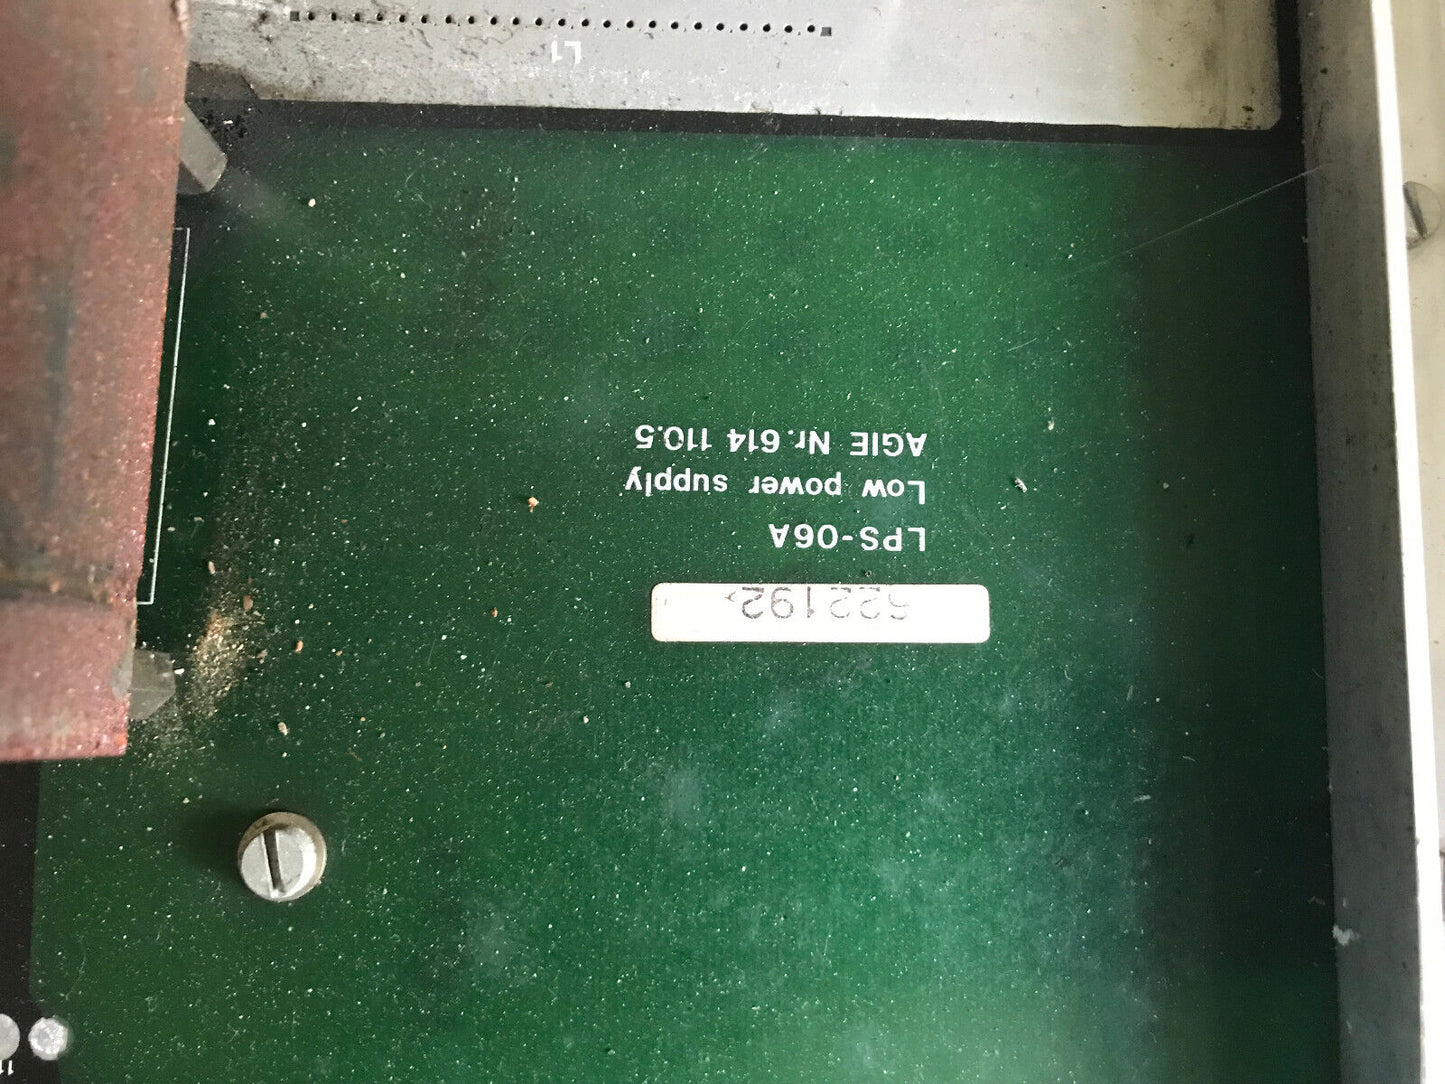 522192
LPS-06A
Low power supply
AGIE Nr. 614 110.5
L1